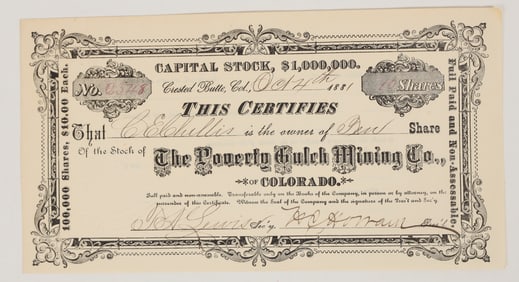 CAPITAL STOCK, $1,000,000.
No. Shares
Crested Butte, Col., Oct 4th 1881
THIS CERTIFIES
That is the owner of Share
Of the Stock of The Poverty Gulch Mining Co.,
OF COLORADO.
Full paid and non-assessable. Transferable only on the Books of the Company, in person or by attorney, on the
surrender of this Certificate. Witness the Seal of the Company and the signature of the Pres't and Sec'y.
Lewis Sec'y. Pres't
100,000 Shares, $10.00 Each.
Full Paid and Non-Assessable.